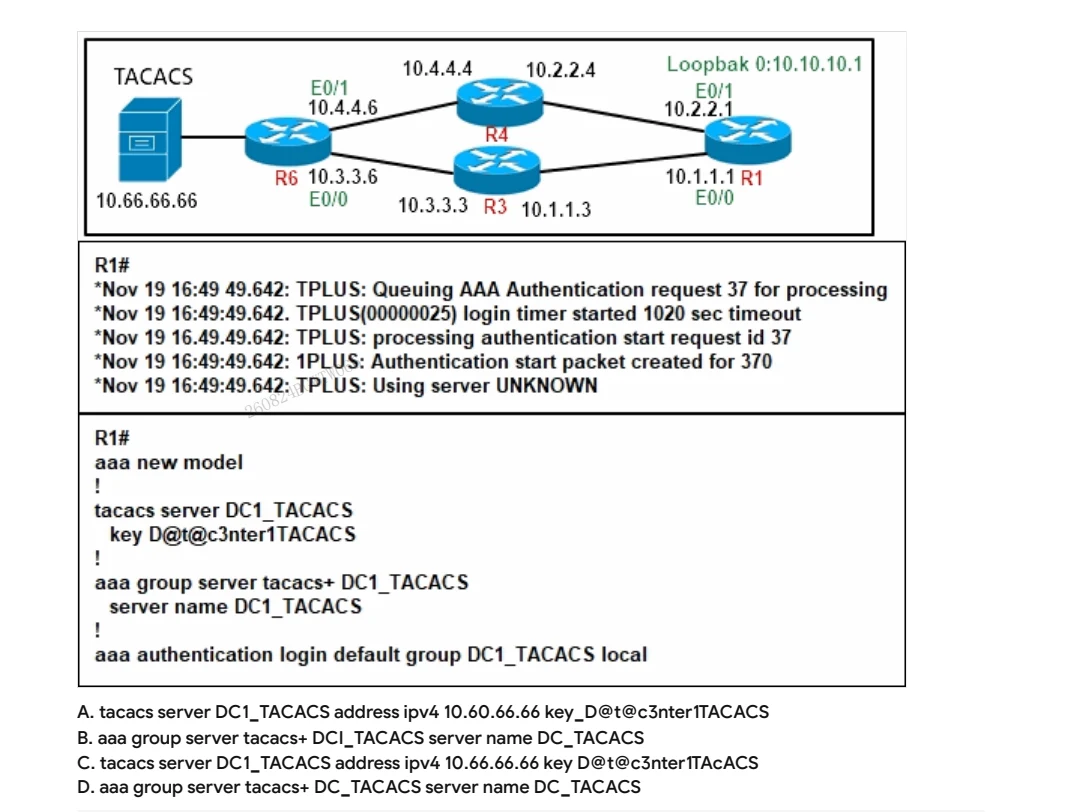 TACACS
10.66.66.66
E0/1
10.4.4.6
R6 10.3.3.6
E0/0
10.4.4.4
10.2.2.4
R4
10.3.3.3 R3 10.1.1.3
Loopbak 0:10.10.10.1
E0/1
10.2.2.1
10.1.1.1 R1
E0/0
R1#
*Nov 19 16:49 49.642: TPLUS: Queuing AAA Authentication request 37 for processing
*Nov 19 16:49:49.642. TPLUS(00000025) login timer started 1020 sec timeout
*Nov 19 16.49.49.642: TPLUS: processing authentication start request id 37
*Nov 19 16:49:49.642: 1PLUS: Authentication start packet created for 370
*Nov 19 16:49:49.642: TPLUS: Using server UNKNOWN
R1#
aaa new model
!
tacacs server DC1_TACACS
key D@t@c3nter1TACACS
!
aaa group server tacacs+ DC1_TACACS
server name DC1_TACACS
!
aaa authentication login default group DC1_TACACS local
A. tacacs server DC1_TACACS address ipv4 10.60.66.66 key_D@t@c3nter1TACACS
B. aaa group server tacacs+ DCI_TACACS server name DC_TACACS
C. tacacs server DC1_TACACS address ipv4 10.66.66.66 key D@t@c3nter1TAcACS
D. aaa group server tacacs+ DC_TACACS server name DC_TACACS